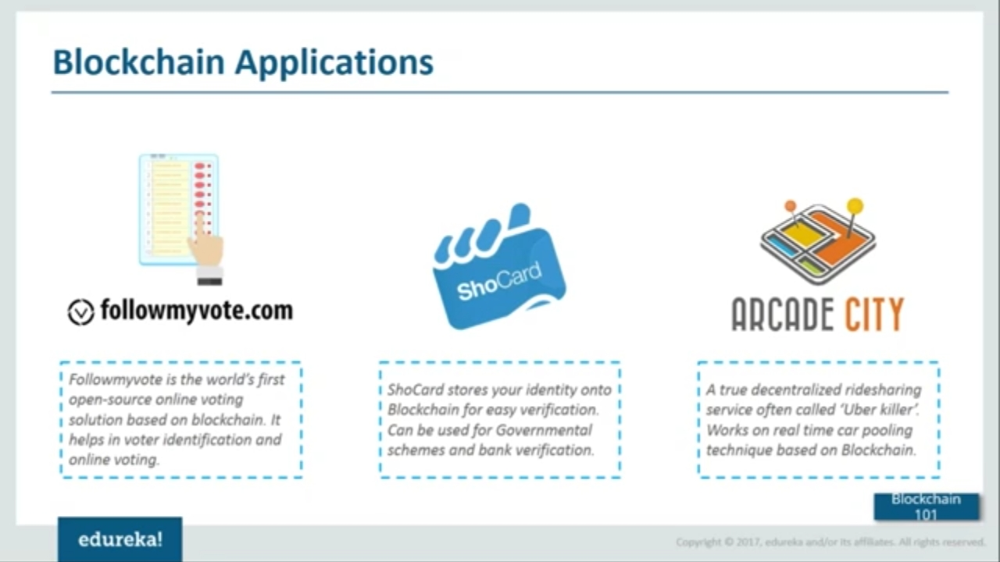 Blockchain Applications
followmyvote.com
ShoCard
ARCADE CITY
Followmyvote is the world's first
open-source online voting
solution based on blockchain. It
helps in voter identification and
online voting.
ShoCard stores your identity onto
Blockchain for easy verification.
Can be used for Governmental
schemes and bank verification.
A true decentralized ridesharing
service often called 'Uber killer'.
Works on real time car pooling
technique based on Blockchain.
Blockchain
101
edureka!
Copyright © 2017, edureka and/or its affiliates. All rights reserved.